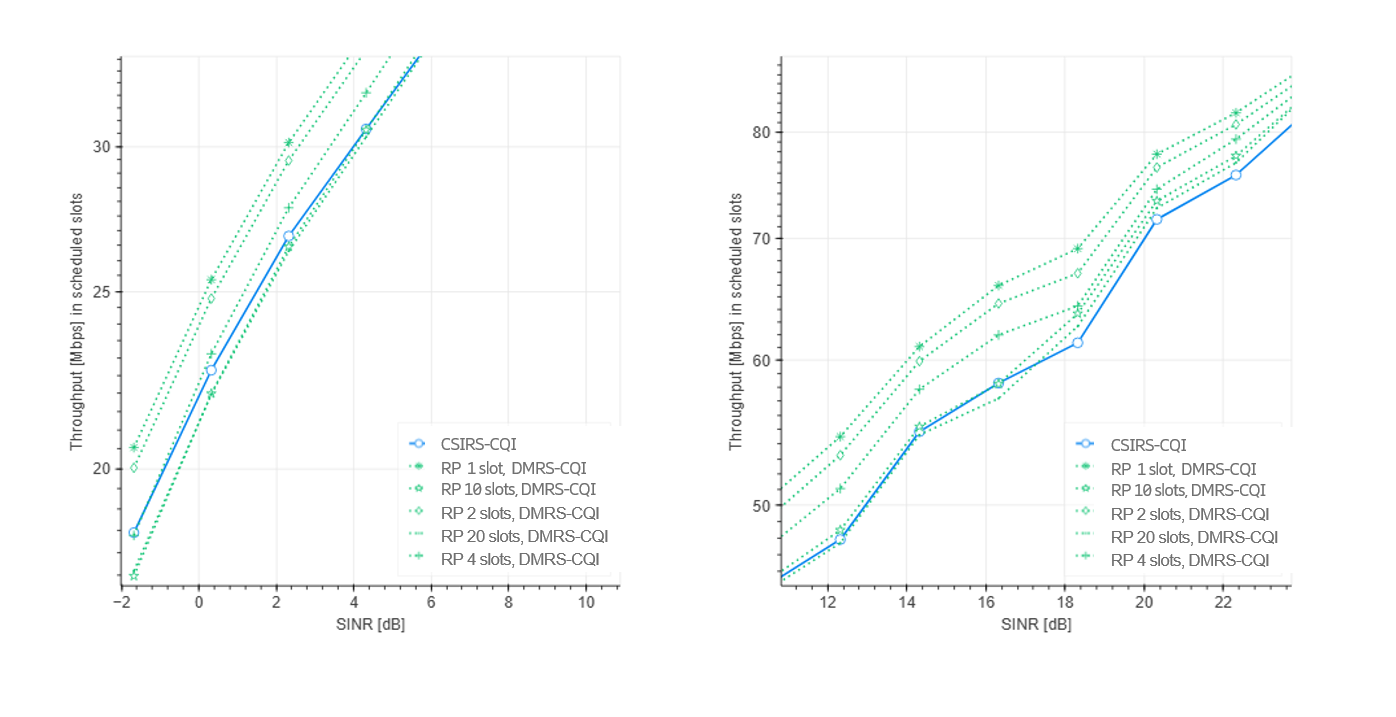 Throughput [Mbps] in scheduled slots
30
25
20
−2 0 2 4 6 8 10
SINR [dB]
CSIRS-CQI
RP 1 slot, DMRS-CQI
RP 10 slots, DMRS-CQI
RP 2 slots, DMRS-CQI
RP 20 slots, DMRS-CQI
RP 4 slots, DMRS-CQI
Throughput [Mbps] in scheduled slots
80
70
60
50
12 14 16 18 20 22
SINR [dB]
CSIRS-CQI
RP 1 slot, DMRS-CQI
RP 10 slots, DMRS-CQI
RP 2 slots, DMRS-CQI
RP 20 slots, DMRS-CQI
RP 4 slots, DMRS-CQI